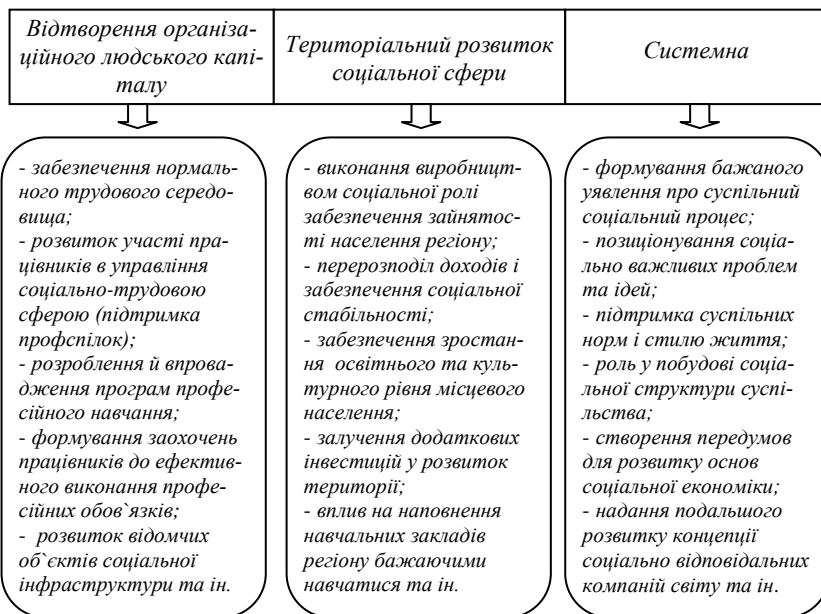 Відтворення організа-
ційного людського капі-
талу
Територіальний розвиток
соціальної сфери
Системна
- забезпечення нормаль-
ного трудового середо-
вища;
- розвиток участі пра-
цівників в управління
соціально-трудовою
сферою (підтримка
профспілок);
- розроблення й впрова-
дження програм профе-
сійного навчання;
- формування заохочень
працівників до ефектив-
ного виконання профе-
сійних обов`язків;
- розвиток відомчих
об`єктів соціальної
інфраструктури та ін.
- виконання виробницт-
вом соціальної ролі
забезпечення зайнятос-
ті населення регіону;
- перерозподіл доходів і
забезпечення соціальної
стабільності;
- забезпечення зростан-
ня освітнього та куль-
турного рівня місцевого
населення;
- залучення додаткових
інвестицій у розвиток
території;
- вплив на наповнення
навчальних закладів
регіону бажаючими
навчатися та ін.
- формування бажаного
уявлення про суспільний
соціальний процес;
- позиціонування соціа-
льно важливих проблем
та ідей;
- підтримка суспільних
норм і стилю життя;
- роль у побудові соціа-
льної структури суспі-
льства;
- створення передумов
для розвитку основ
соціальної економіки;
- надання подальшого
розвитку концепції
соціально відповідальних
компаній світу та ін.